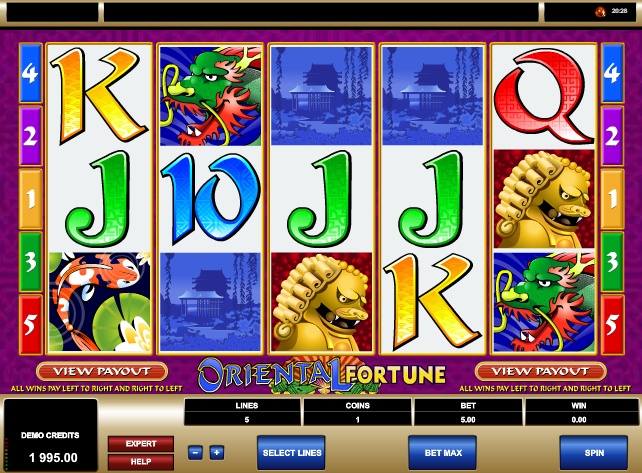 20:28
4 K Q 4
2 2
1 J 10 J J 1
3 3
5 K 5
VIEW PAYOUT ORIENTAL FORTUNE VIEW PAYOUT
ALL WINS PAY LEFT TO RIGHT AND RIGHT TO LEFT ALL WINS PAY LEFT TO RIGHT AND RIGHT TO LEFT
LINES COINS BET WIN
5 1 5.00 0.00
DEMO CREDITS
1 995.00
EXPERT
HELP
- +
SELECT LINES
BET MAX
SPIN